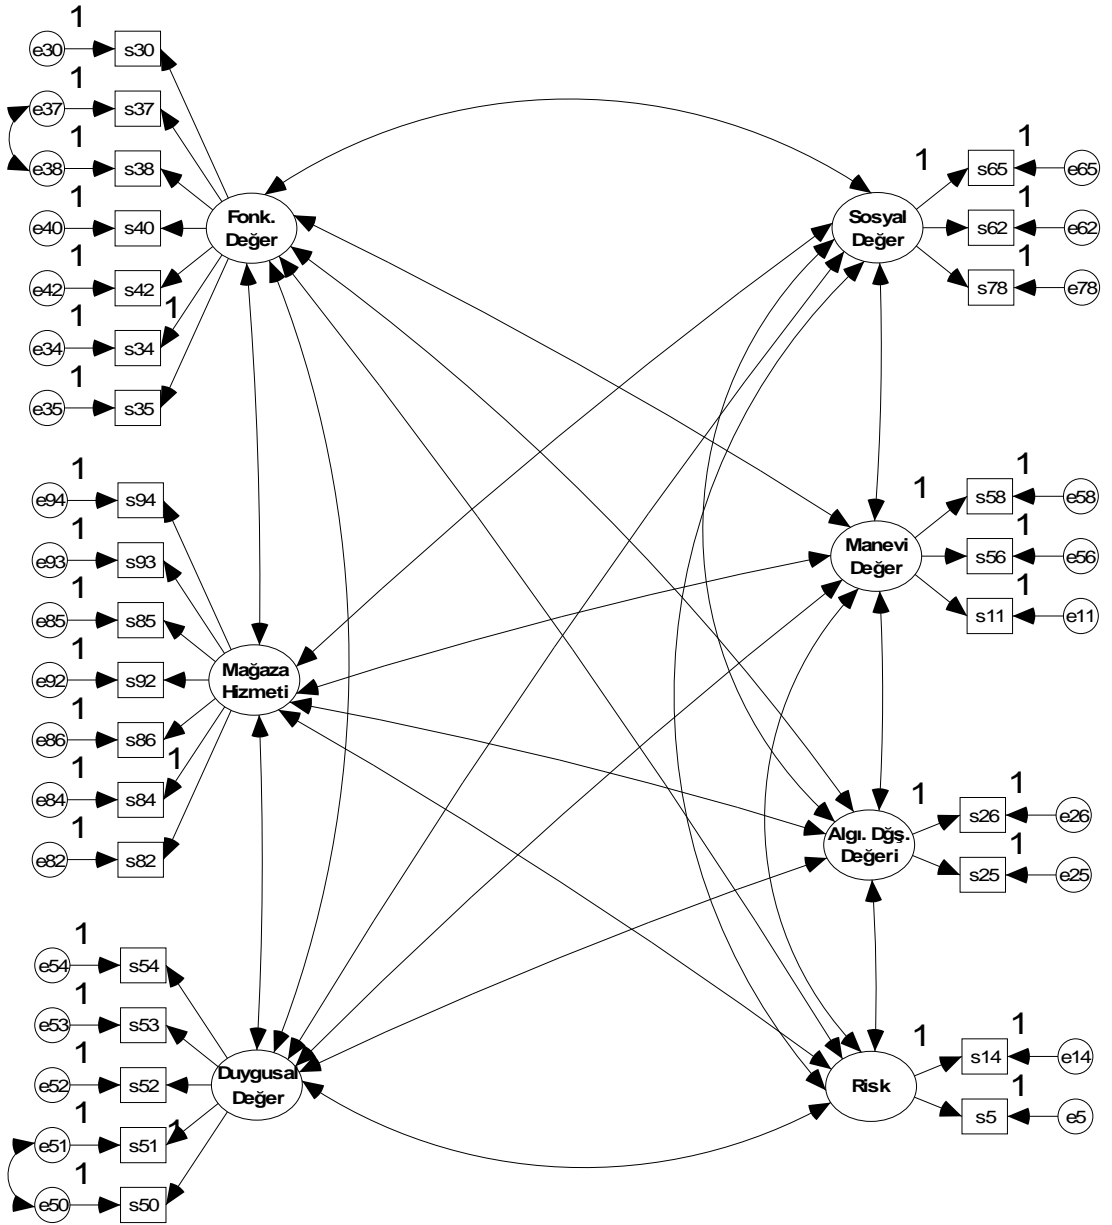 1
e30 s30
1
e37 s37
1
e38 s38
1
e40 s40
1
e42 s42
1
1
e34 s34
1
e35 s35
Fonk.
Değer
1
e94 s94
1
e93 s93
1
e85 s85
1
e92 s92
1
e86 s86
1
1
e84 s84
1
e82 s82
Mağaza
Hizmeti
1
e54 s54
1
e53 s53
1
e52 s52
1
e51 s51
1
1
e50 s50
Duygusal
Değer
Sosyal
Değer
1
1
s65 e65
1
s62 e62
1
s78 e78
Manevi
Değer
1
1
s58 e58
1
s56 e56
1
s11 e11
Algı. Dğş.
Değeri
1
1
s26 e26
1
s25 e25
Risk
1
1
s14 e14
1
s5 e5